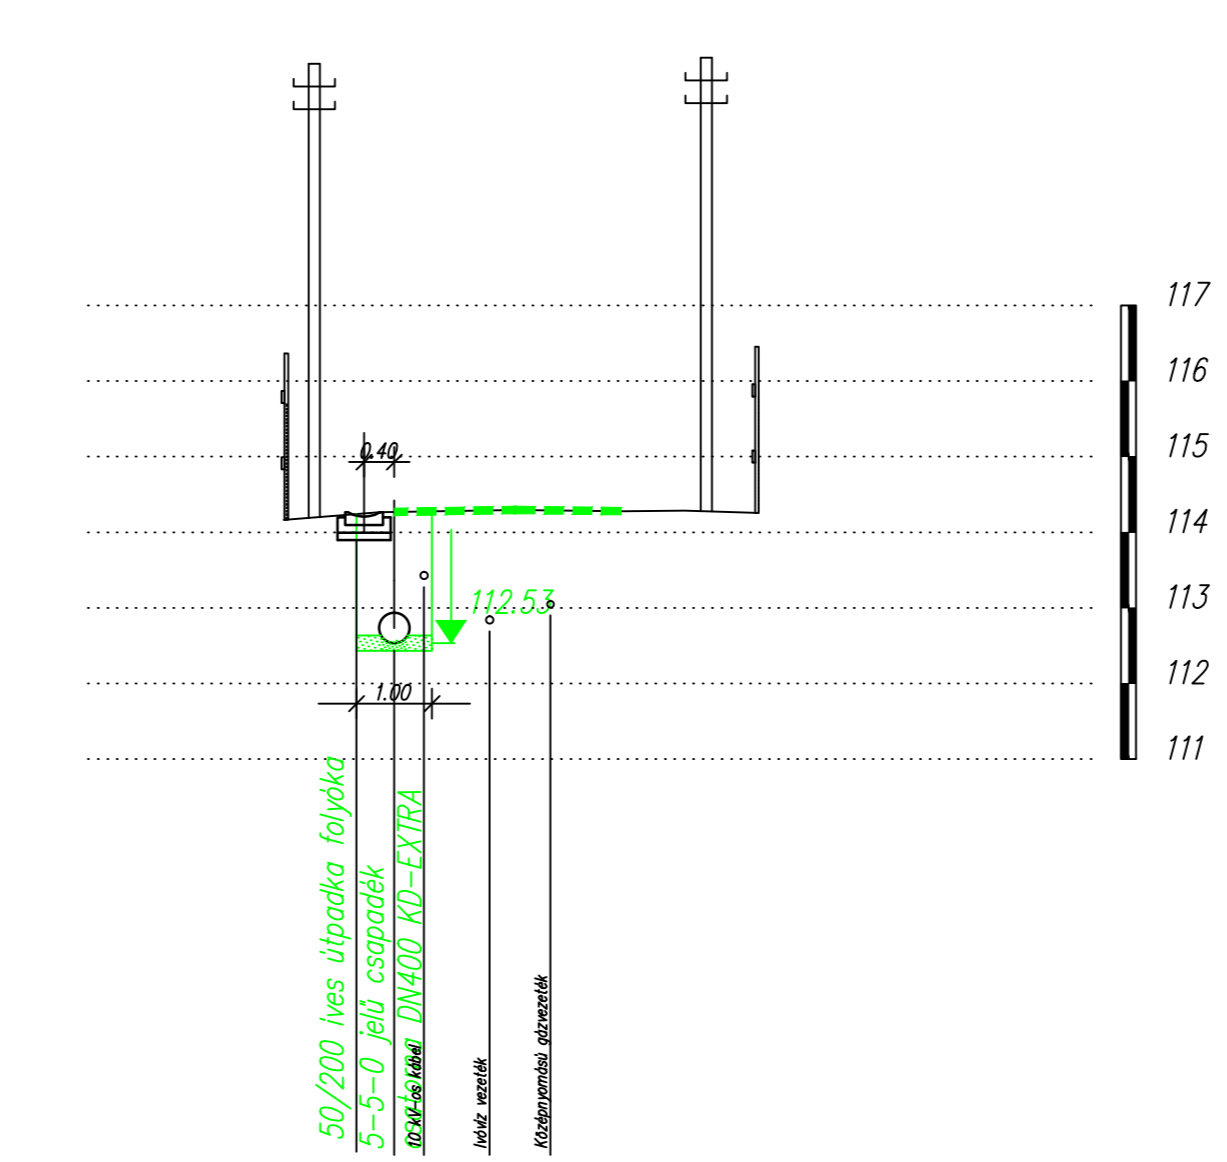 117
116
115
0.40
114
113
112.53
112
1.00
111
50/200 íves útpadka folyóka
5-5-0 jelű csapadék
csatorna DN400 KD-EXTRA
10 kV-os kábel
Ivóvíz vezeték
Középnyomású gázvezeték